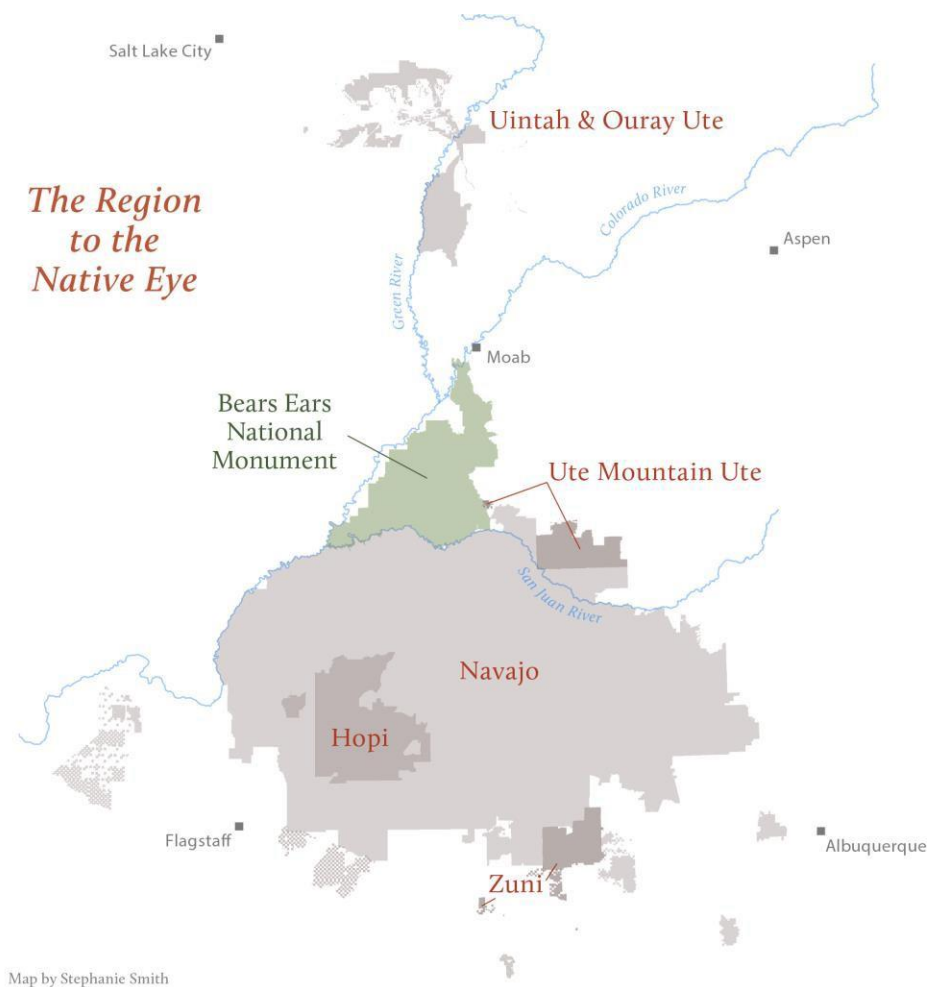 Salt Lake City
Uintah & Ouray Ute
The Region
to the
Native Eye
Colorado River
Aspen
Green River
Moab
Bears Ears
National
Monument
Ute Mountain Ute
San Juan River
Navajo
Hopi
Flagstaff
Albuquerque
Zuni
Map by Stephanie Smith